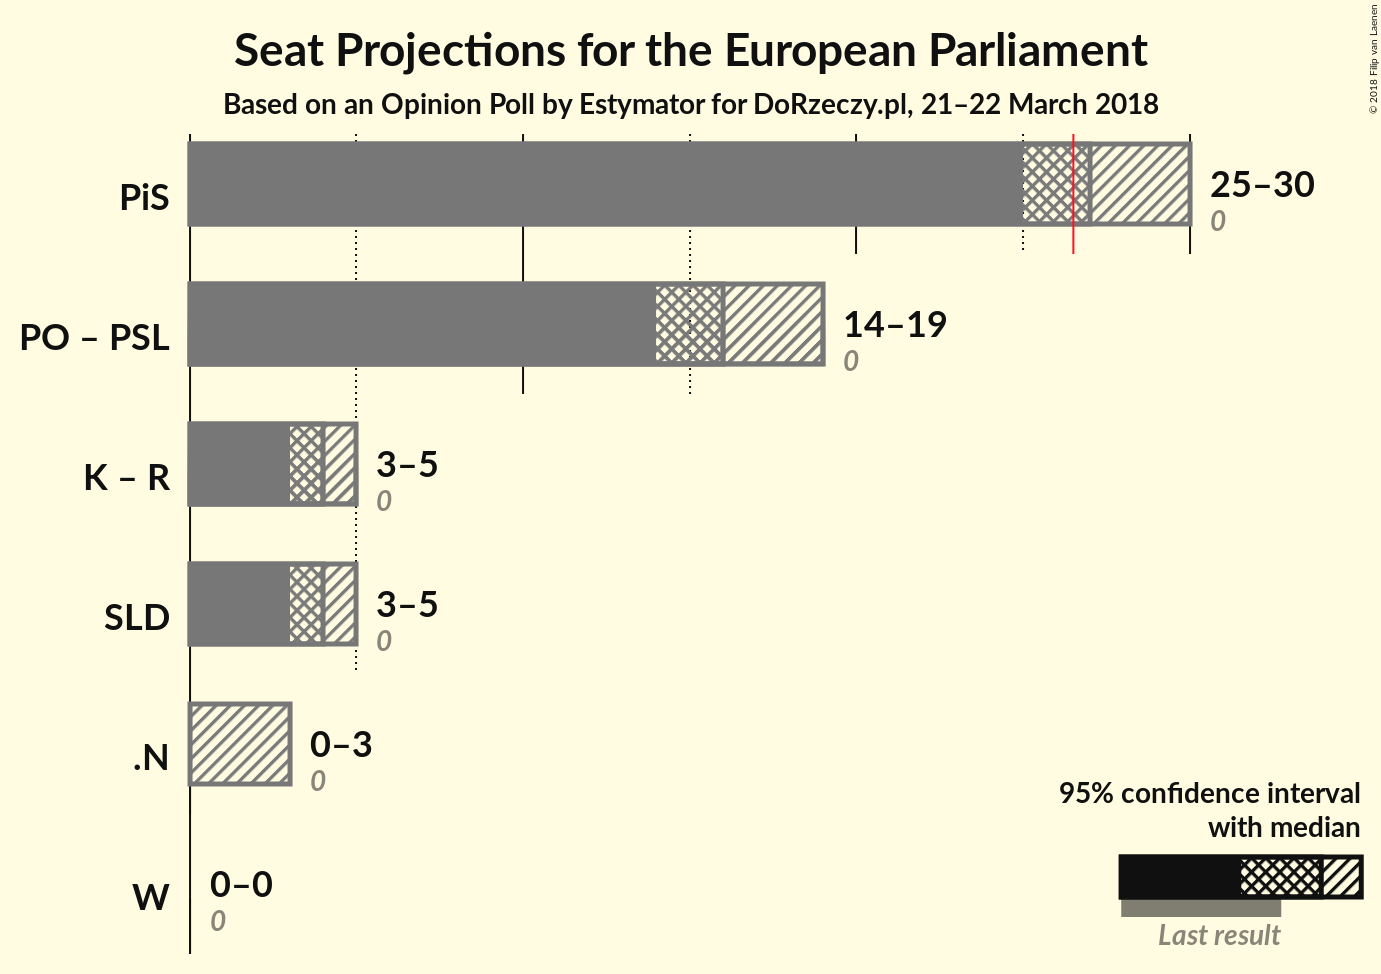 Seat Projections for the European Parliament
Based on an Opinion Poll by Estymator for DoRzeczy.pl, 21–22 March 2018
© 2018 Filip van Laenen
PiS
25–30
0
PO – PSL
14–19
0
K – R
3–5
0
SLD
3–5
0
.N
0–3
0
W
0–0
0
95% confidence interval
with median
Last result